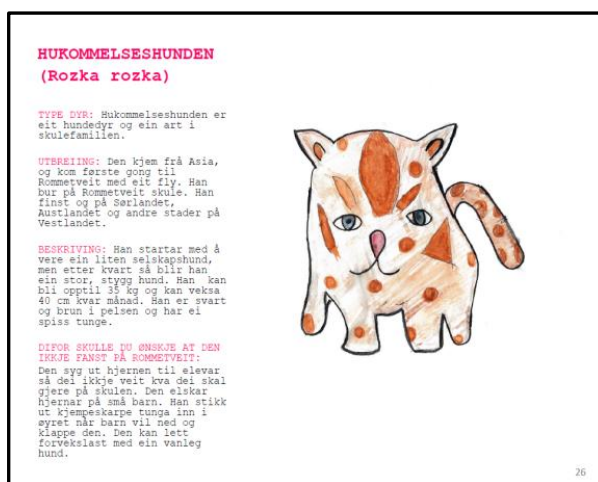 HUKOMMELSESHUNDEN
(Rozka rozka)
TYPE DYR: Hukommelseshunden er
eit hundedyr og ein art i
skulefamilien.
UTBREIING: Den kjem frå Asia,
og kom første gong til
Rommetveit med eit fly. Han
bur på Rommetveit skule. Han
finst og på Sørlandet,
Austlandet og andre stader på
Vestlandet.
BESKRIVING: Han startar med å
vere ein liten selskapshund,
men etter kvart så blir han
ein stor, stygg hund. Han kan
bli opptil 35 kg og kan veksa
40 cm kvar månad. Han er svart
og brun i pelsen og har ei
spiss tunge.
DIFOR SKULLE DU ØNSKJE AT DEN
IKKJE FANST PÅ ROMMETVEIT:
Den syg ut hjernen til elevar
så dei ikkje veit kva dei skal
gjere på skulen. Den elskar
hjernar på små barn. Han stikk
ut kjempeskarpe tunga inn i
øyret når barn vil ned og
klappe den. Den kan lett
forvekslast med ein vanleg
hund.
26